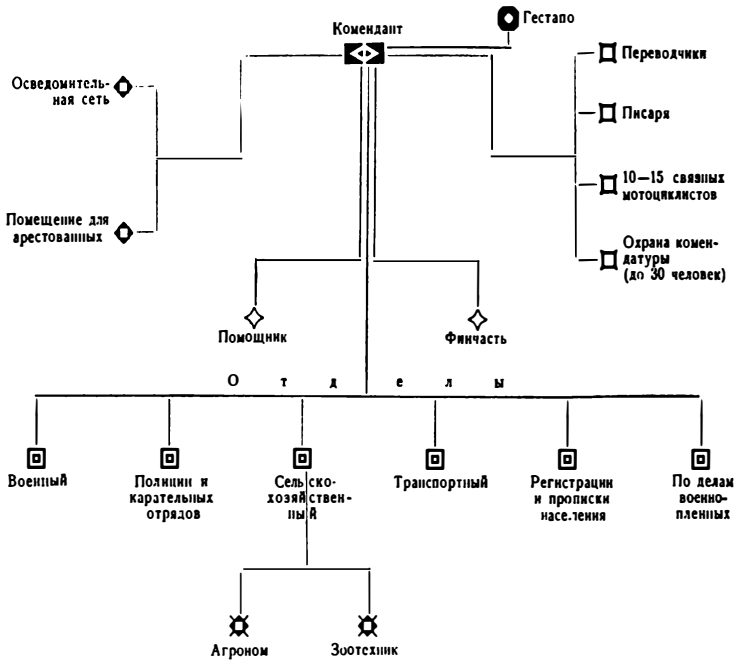 Комендант
Гестапо
Осведомитель-
ная сеть
Помещение для
арестованных
Переводчики
Писаря
10—15 связных
мотоциклистов
Охрана комен-
датуры
(до 30 человек)
Помощник
Финчасть
Отделы
Военный
Полиции и
карательных
отрядов
Сельско-
хозяйствен-
ный
Транспортный
Регистрации
и прописки
населения
По делам
военно-
пленных
Агроном
Зоотехник